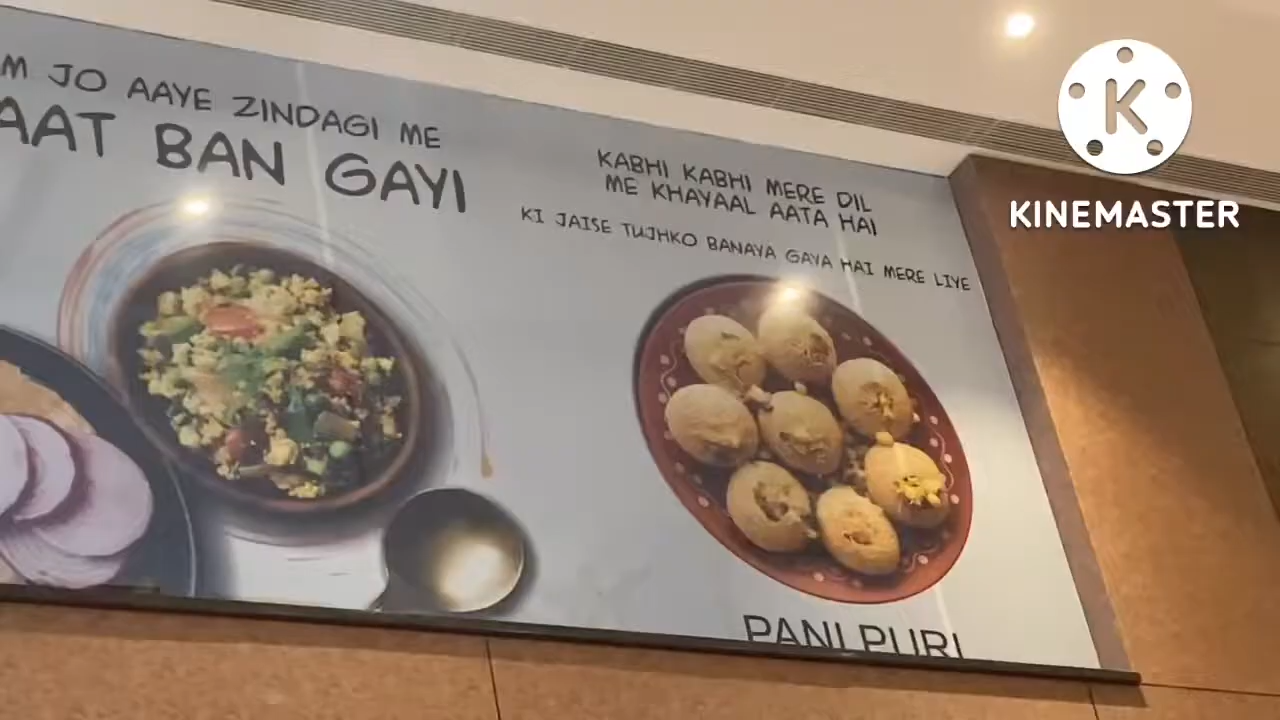 JO AAYE ZINDAGI ME
BAN GAYI
KABHI KABHI MERE DIL
ME KHAYAAL AATA HAI
KI JAISE TUJHKO BANAYA GAYA HAI MERE LIYE
PANI PURI
K
KINEMASTER